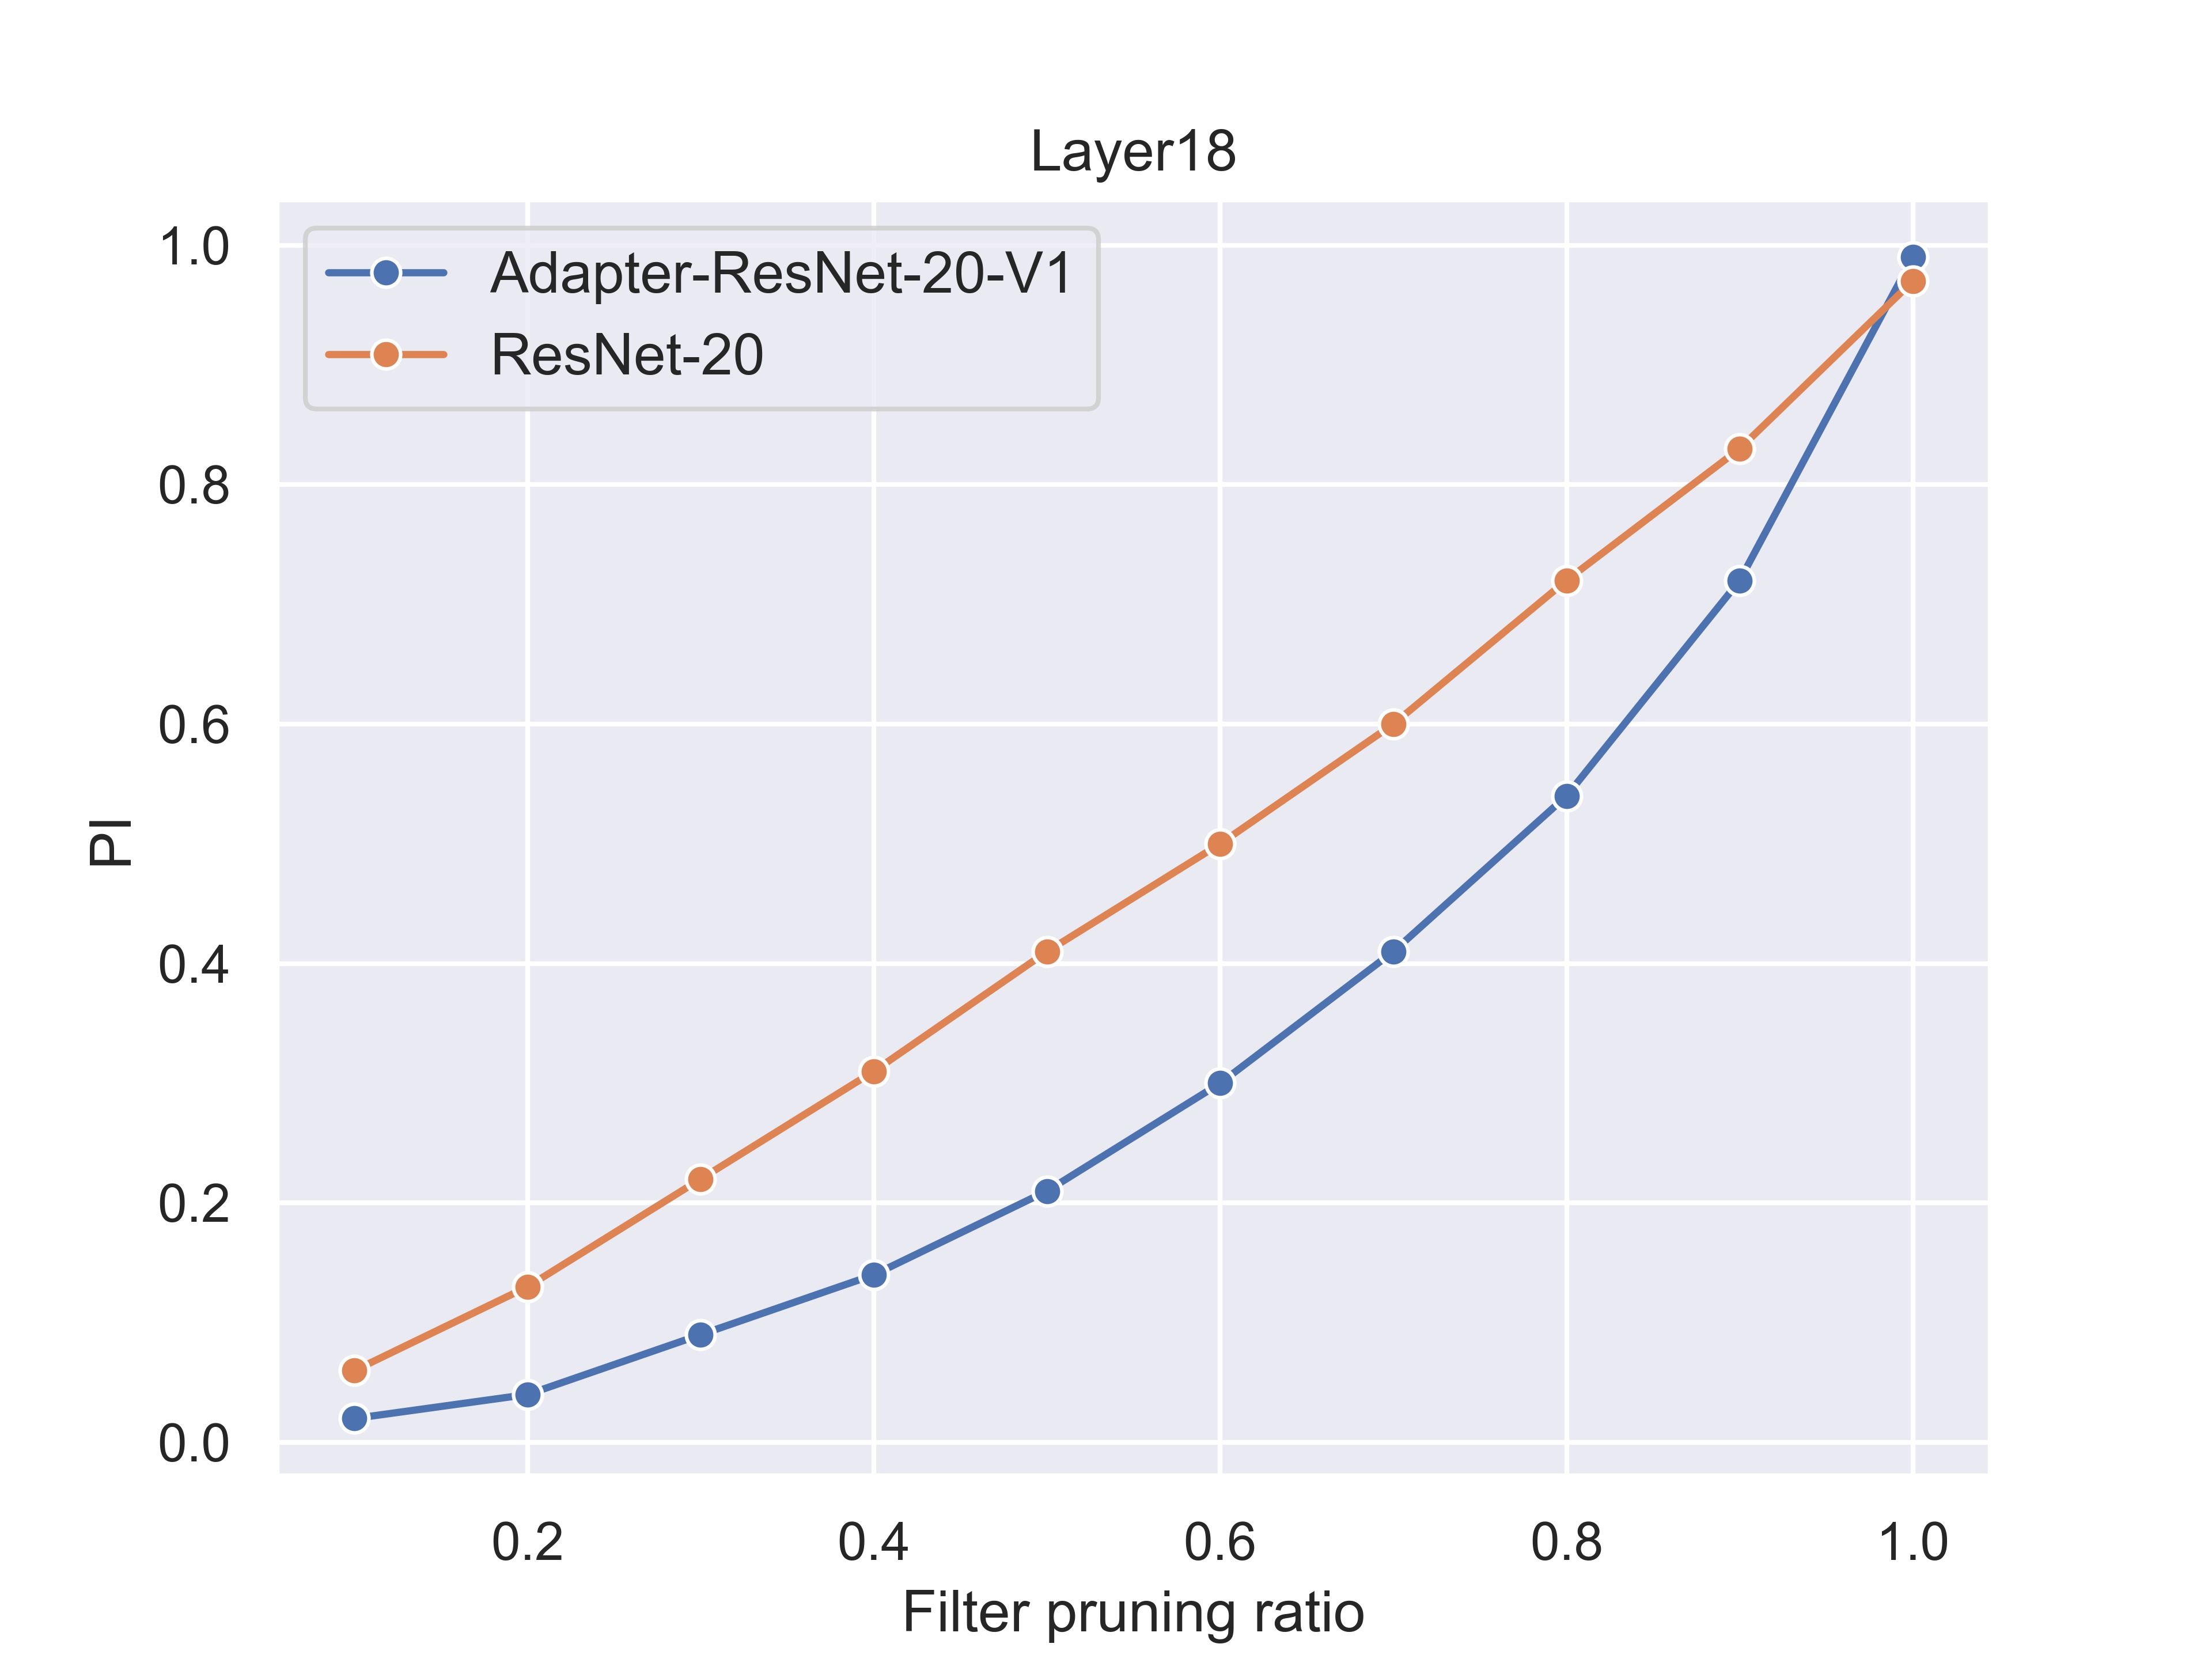 Layer18
Adapter-ResNet-20-V1
ResNet-20
1.0
0.8
0.6
0.4
0.2
0.0
PI
0.2 0.4 0.6 0.8 1.0
Filter pruning ratio